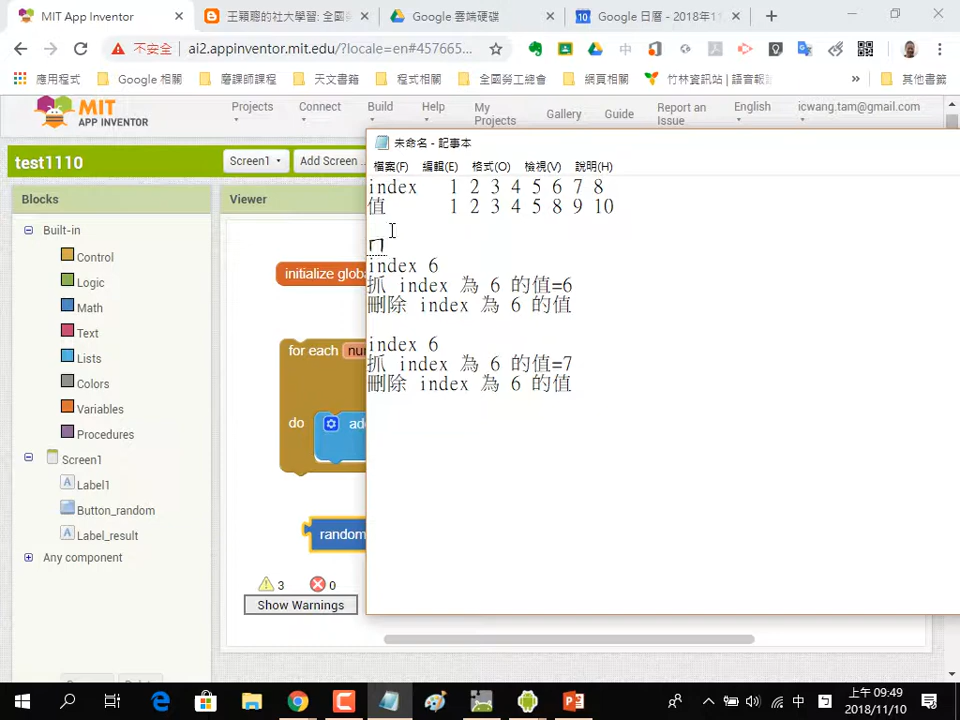 MIT App Inventor
王穎聰的社大學習: 全國
Google 雲端硬碟
Google 日曆 - 2018年1
不安全
ai2.appinventor.mit.edu/?locale=en#457665...
應用程式
Google 相關
磨課師課程
天文書籍
程式相關
全國勞工總會
網頁相關
竹林資訊站 | 語音報
其他書籤
MIT
APP INVENTOR
Projects
Connect
Build
Help
My Projects
Gallery
Guide
Report an Issue
English
icwang.tam@gmail.com
test1110
Screen1
Add Screen ...
未命名 - 記事本
檔案(F) 編輯(E) 格式(O) 檢視(V) 說明(H)
index 1 2 3 4 5 6 7 8
值 1 2 3 4 5 8 9 10
ㄇ
index 6
抓 index 為 6 的值=6
刪除 index 為 6 的值
index 6
抓 index 為 6 的值=7
刪除 index 為 6 的值
Blocks
Built-in
Control
Logic
Math
Text
Lists
Colors
Variables
Procedures
Screen1
Label1
Button_random
Label_result
Any component
Viewer
initialize globa
for each
do
random
3
0
Show Warnings
中
上午 09:49
2018/11/10